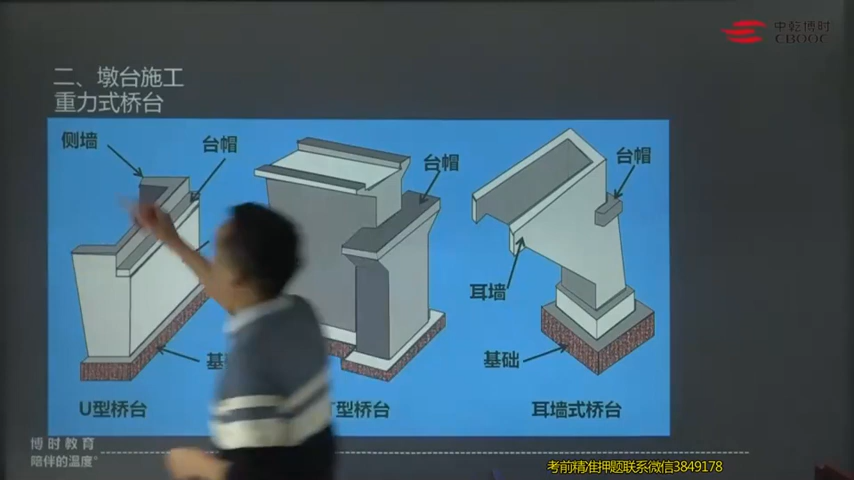 中乾博时
CBOOC
二、墩台施工
重力式桥台
侧墙
台帽
台帽
台帽
耳墙
基
基础
U型桥台
型桥台
耳墙式桥台
博时教育
陪伴的温度
考前精准押题联系微信3849178